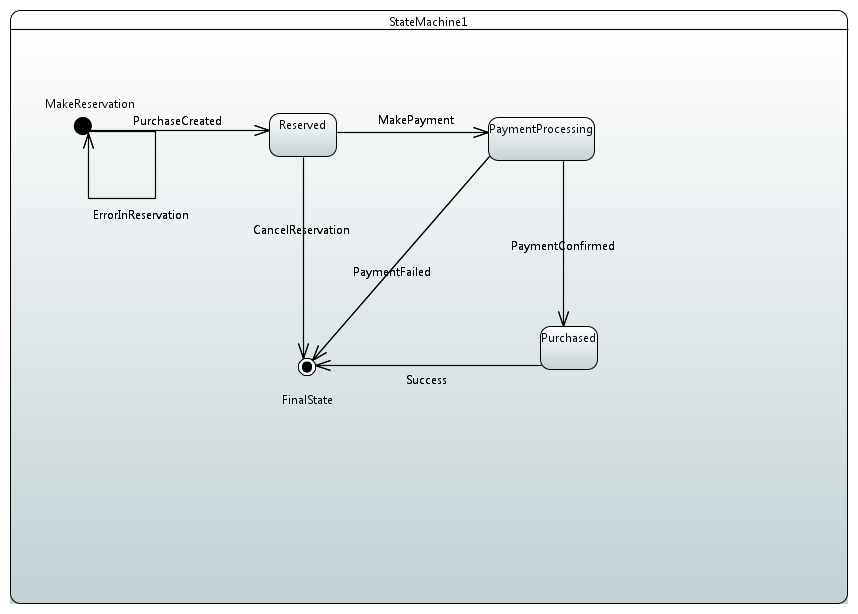 StateMachine1
MakeReservation
PurchaseCreated
Reserved
MakePayment
PaymentProcessing
ErrorInReservation
CancelReservation
PaymentConfirmed
PaymentFailed
Purchased
Success
FinalState